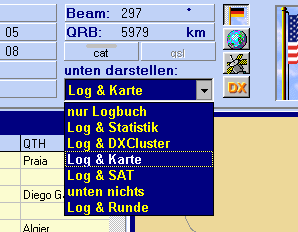 Beam: 297 °
05 QRB: 5979 km
08 cat qsl
unten darstellen:
Log & Karte
DX
nur Logbuch
Log & Statistik
Log & DXCluster
Log & Karte
Log & SAT
unten nichts
Log & Runde
QTH
Praia
Diego G
Algier